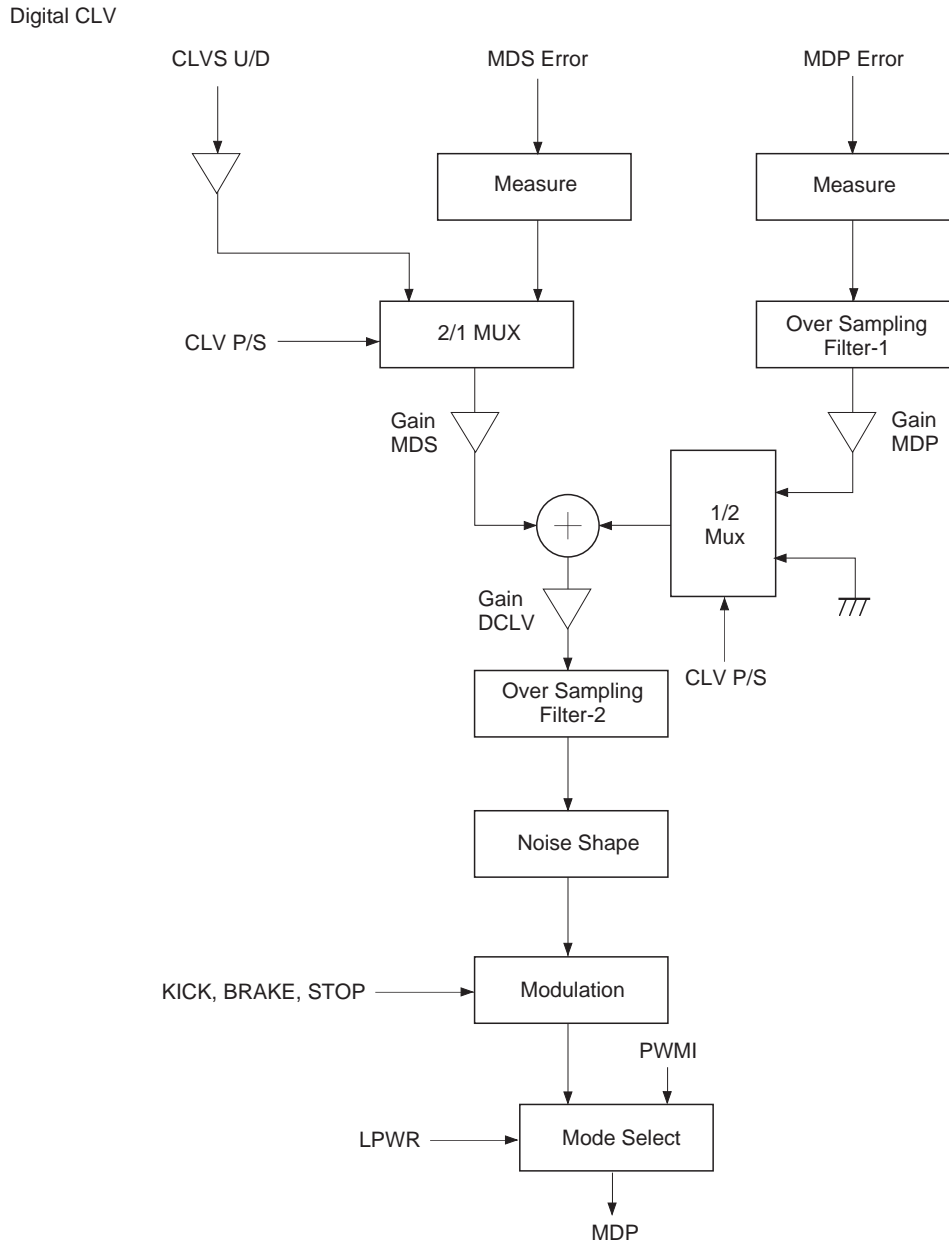 Digital CLV
CLVS U/D
MDS Error
MDP Error
Measure
Measure
2/1 MUX
Over Sampling
Filter-1
CLV P/S
Gain
MDS
Gain
MDP
1/2
Mux
Gain
DCLV
CLV P/S
Over Sampling
Filter-2
Noise Shape
KICK, BRAKE, STOP
Modulation
PWMI
LPWR
Mode Select
MDP